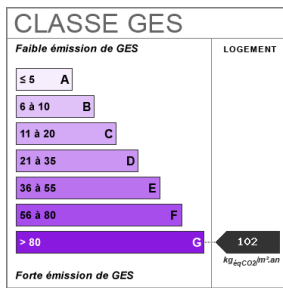 CLASSE GES
Faible émission de GES
LOGEMENT
≤ 5 A
6 à 10 B
11 à 20 C
21 à 35 D
36 à 55 E
56 à 80 F
> 80 G
102
kgéqCO2/m².an
Forte émission de GES